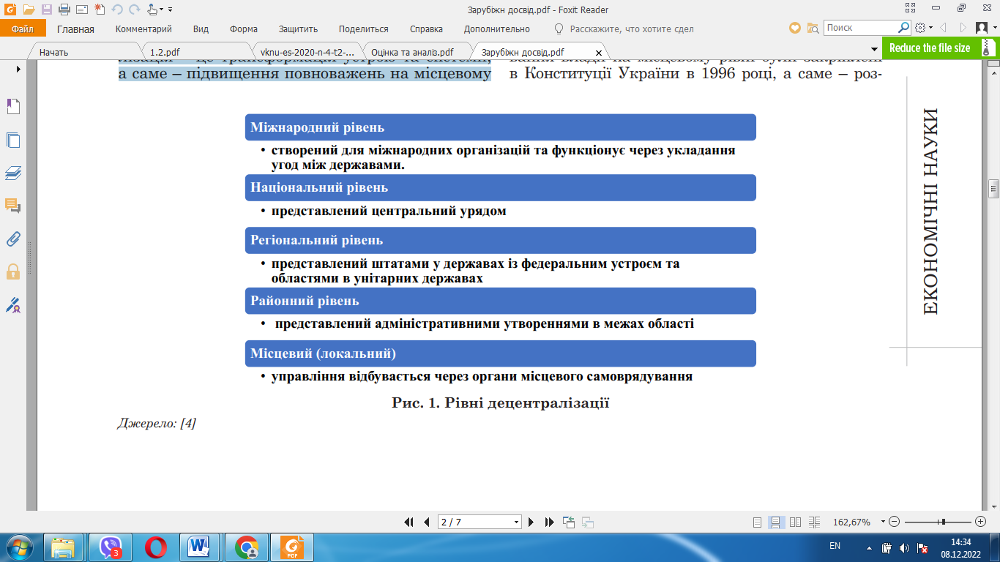 Зарубіжн досвід.pdf - Foxit Reader
Файл
Главная
Комментарий
Вид
Форма
Защитить
Поделиться
Справка
Дополнительно
Расскажите, что хотите сдел
Поиск
Начать
1.2.pdf
vknu-es-2020-n-4-t2-...
Оцінка та аналіз.pdf
Зарубіжн досвід.pdf
Reduce the file size
а саме – підвищення повноважень на місцевому
в Конституції України в 1996 році, а саме – роз-
ЕКОНОМІЧНІ НАУКИ
Міжнародний рівень
• створений для міжнародних організацій та функціонує через укладання
угод між державами.
Національний рівень
• представлений центральний урядом
Регіональний рівень
• представлений штатами у державах із федеральним устроєм та
областями в унітарних державах
Районний рівень
• представлений адміністративними утвореннями в межах області
Місцевий (локальний)
• управління відбувається через органи місцевого самоврядування
Рис. 1. Рівні децентралізації
Джерело: [4]
2 / 7
162,67%
3
PDF
EN
14:34
08.12.2022